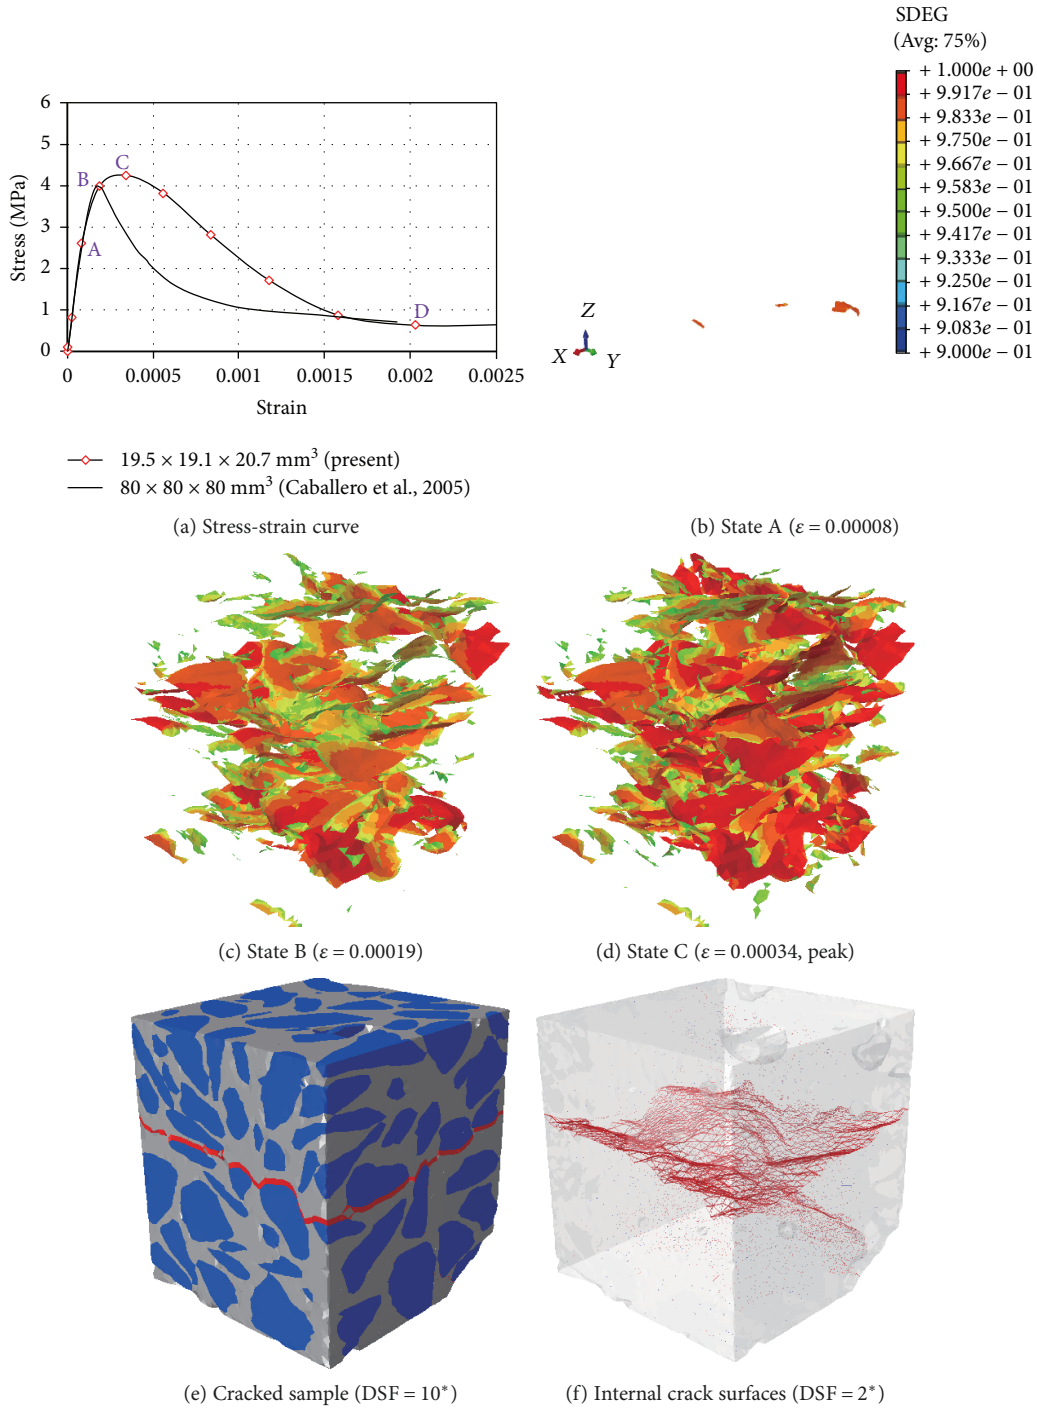 SDEG
(Avg: 75%)
+ 1.000e + 00
+ 9.917e − 01
+ 9.833e − 01
+ 9.750e − 01
+ 9.667e − 01
+ 9.583e − 01
+ 9.500e − 01
+ 9.417e − 01
+ 9.333e − 01
+ 9.250e − 01
+ 9.167e − 01
+ 9.083e − 01
+ 9.000e − 01
6
5
4
3
2
1
0
Stress (MPa)
A
B
C
D
0 0.0005 0.001 0.0015 0.002 0.0025
Strain
19.5 × 19.1 × 20.7 mm³ (present)
80 × 80 × 80 mm³ (Caballero et al., 2005)
Z
X
Y
(a) Stress-strain curve
(b) State A (ε = 0.00008)
(c) State B (ε = 0.00019)
(d) State C (ε = 0.00034, peak)
(e) Cracked sample (DSF = 10*)
(f) Internal crack surfaces (DSF = 2*)